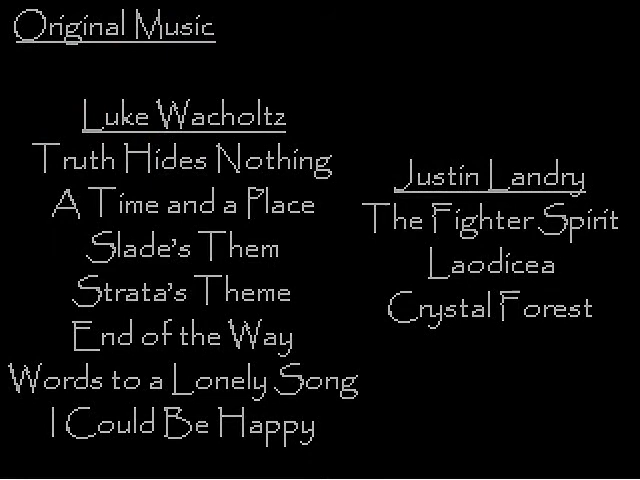 Original Music
Luke Wacholtz
Truth Hides Nothing
A Time and a Place
Slade's Them
Strata's Theme
End of the Way
Words to a Lonely Song
I Could Be Happy
Justin Landry
The Fighter Spirit
Laodicea
Crystal Forest